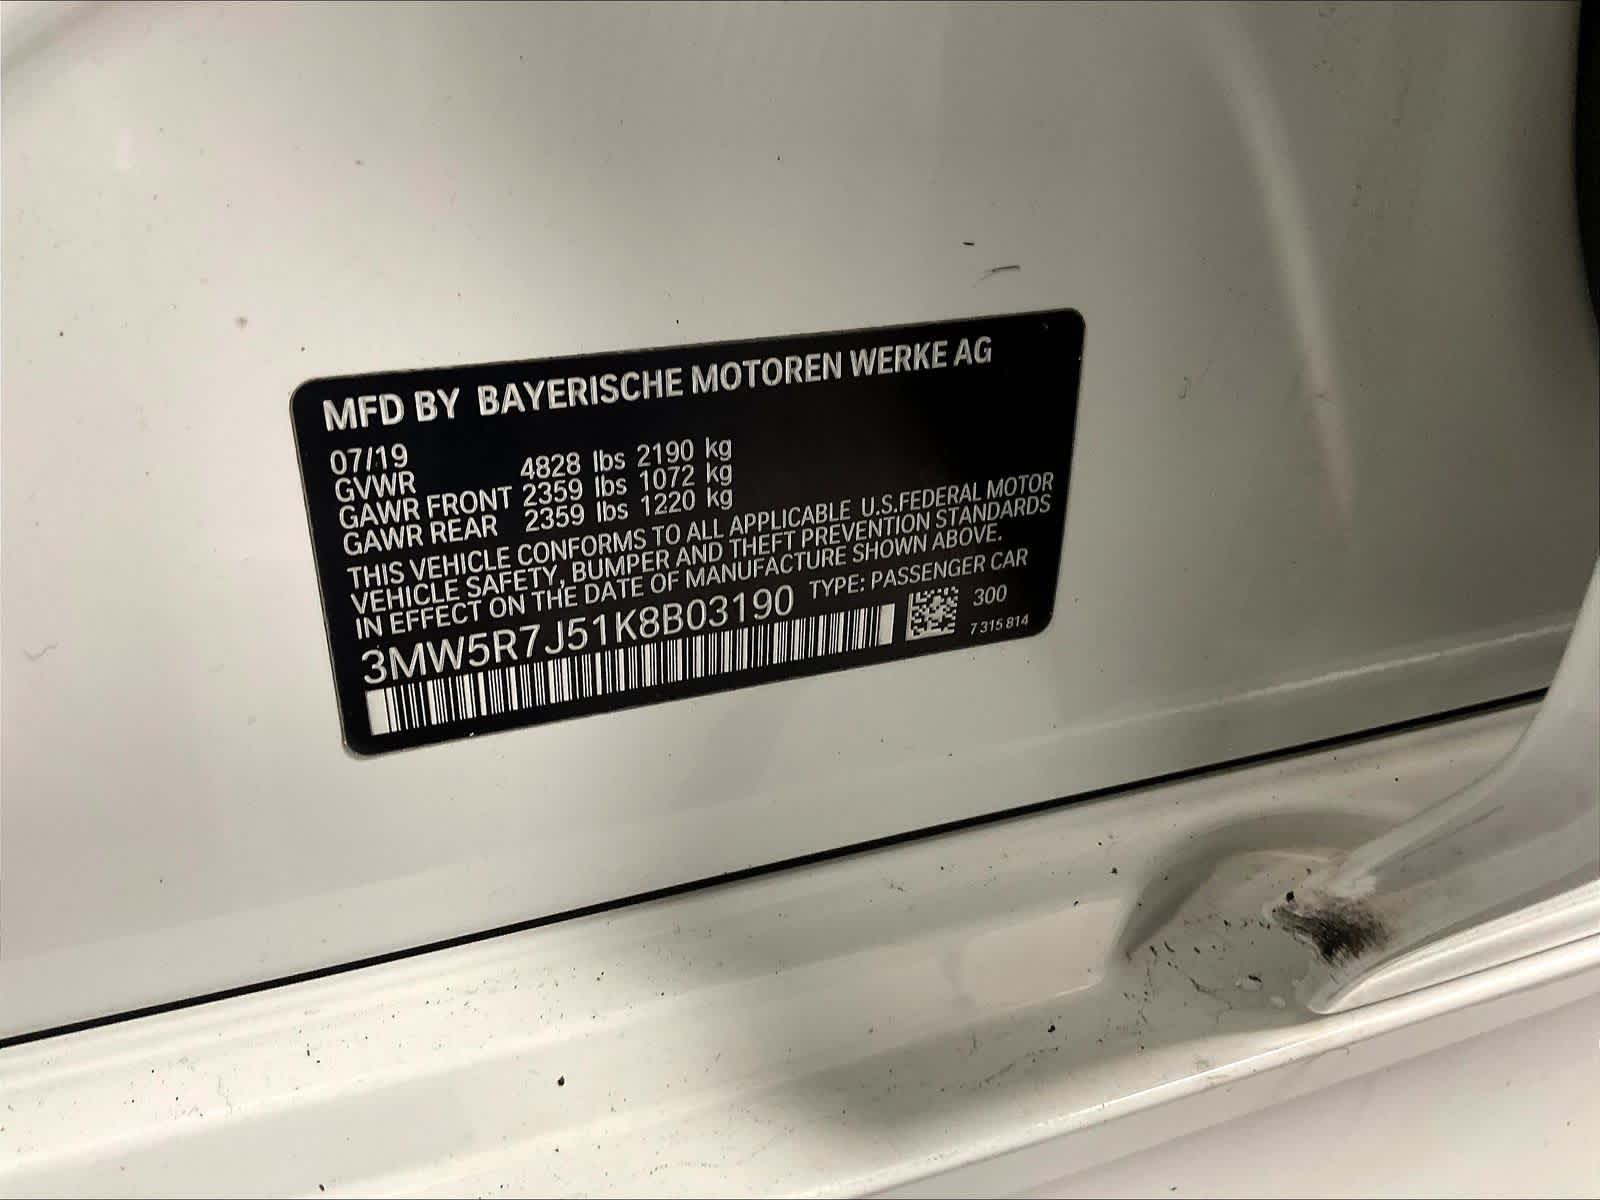 MFD BY BAYERISCHE MOTOREN WERKE AG
07/19
GVWR 4828 lbs 2190 kg
GAWR FRONT 2359 lbs 1072 kg
GAWR REAR 2359 lbs 1220 kg
THIS VEHICLE CONFORMS TO ALL APPLICABLE U.S.FEDERAL MOTOR
VEHICLE SAFETY, BUMPER AND THEFT PREVENTION STANDARDS
IN EFFECT ON THE DATE OF MANUFACTURE SHOWN ABOVE.
3MW5R7J51K8B03190 TYPE: PASSENGER CAR
300
7 315 814